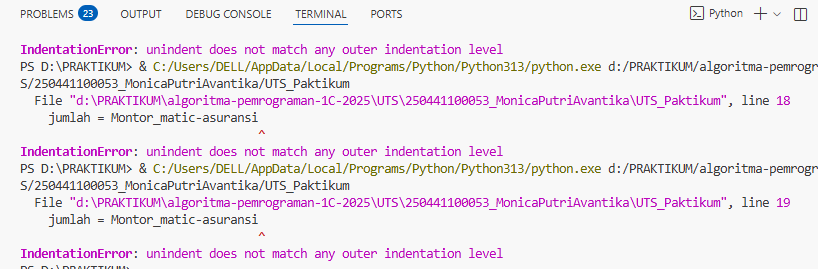 PROBLEMS 23 OUTPUT DEBUG CONSOLE TERMINAL PORTS Python
IndentationError: unindent does not match any outer indentation level
PS D:\PRAKTIKUM> & C:/Users/DELL/AppData/Local/Programs/Python/Python313/python.exe d:/PRAKTIKUM/algoritma-pemrogr
S/250441100053_MonicaPutriAvantika/UTS_Paktikum
File "d:\PRAKTIKUM\algoritma-pemrograman-1C-2025\UTS\250441100053_MonicaPutriAvantika\UTS_Paktikum", line 18
jumlah = Montor_matic-asuransi
^
IndentationError: unindent does not match any outer indentation level
PS D:\PRAKTIKUM> & C:/Users/DELL/AppData/Local/Programs/Python/Python313/python.exe d:/PRAKTIKUM/algoritma-pemrogr
S/250441100053_MonicaPutriAvantika/UTS_Paktikum
File "d:\PRAKTIKUM\algoritma-pemrograman-1C-2025\UTS\250441100053_MonicaPutriAvantika\UTS_Paktikum", line 19
jumlah = Montor_matic-asuransi
^
IndentationError: unindent does not match any outer indentation level
PS D:\PRAKTIKUM>